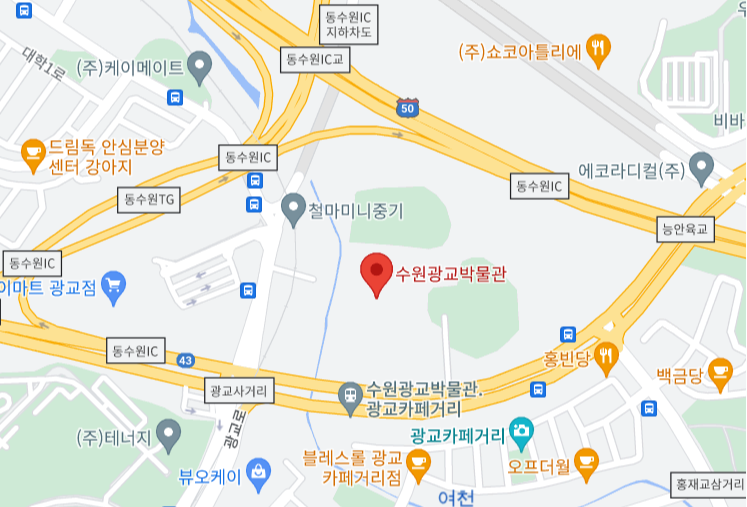 동수원IC
지하차도
(주)쇼코아틀리에
동수원IC교
대학1로
(주)케이메이트
50
비바
드림독 안심분양
센터 강아지
동수원IC
에코라디컬(주)
동수원IC
동수원TG
철마미니중기
능안육교
동수원IC
수원광교박물관
이마트 광교점
동수원IC
43
홍빈당
백금당
광교사거리
수원광교박물관.
광교카페거리
광교로
(주)테너지
광교카페거리
블레스롤 광교
카페거리점
오프더월
뷰오케이
홍재교삼거리
여천